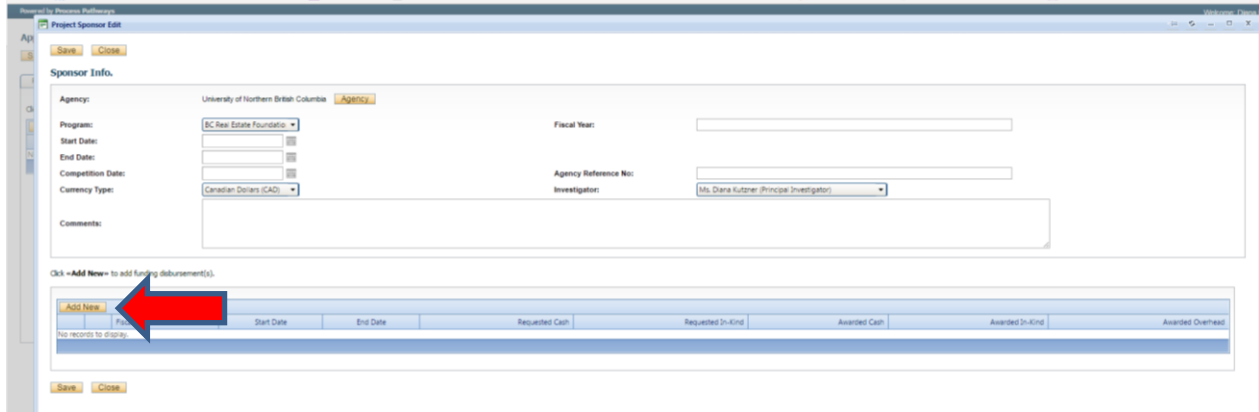 Powered by Process Pathways
Welcome: Diana
Project Sponsor Edit
Save Close
Sponsor Info.
Agency: University of Northern British Columbia Agency
Program: BC Real Estate Foundatio Fiscal Year:
Start Date:
End Date:
Competition Date: Agency Reference No:
Currency Type: Canadian Dollars (CAD) Investigator: Ms. Diana Kutzner (Principal Investigator)
Comments:
Click «Add New» to add funding disbursement(s).
Add New
Start Date End Date Requested Cash Requested In-Kind Awarded Cash Awarded In-Kind Awarded Overhead
No records to display.
Save Close